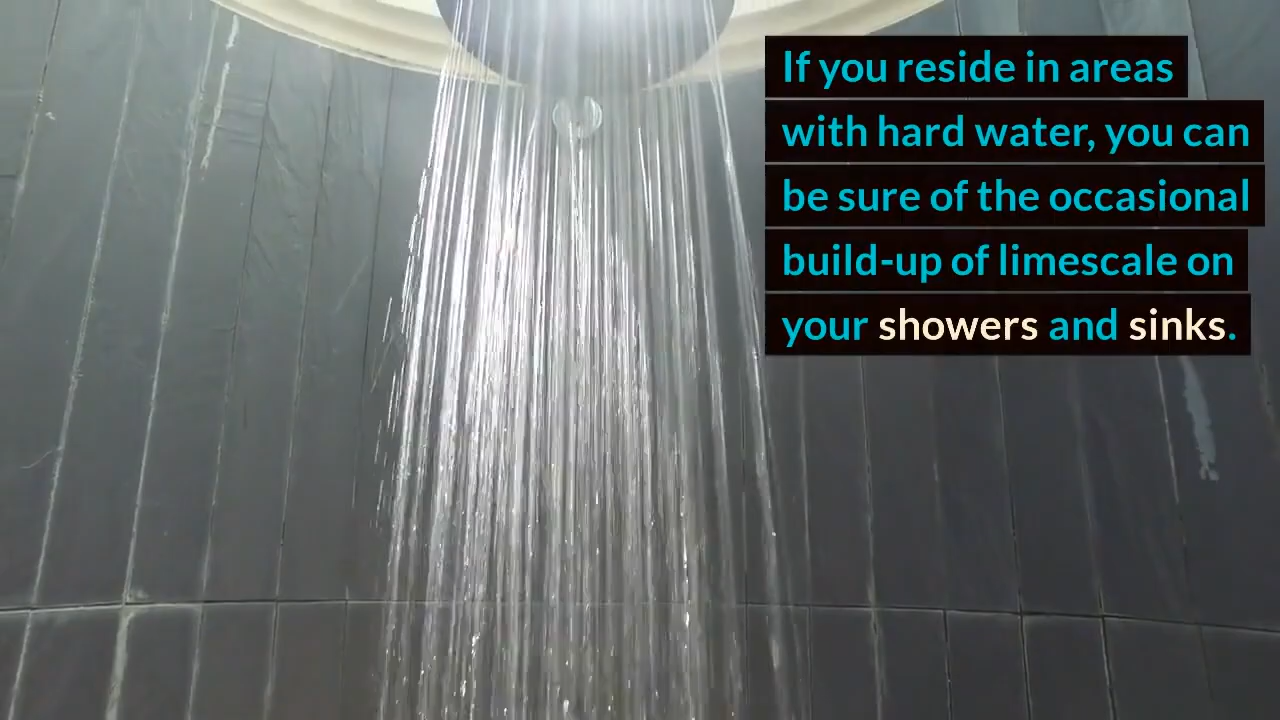 If you reside in areas
with hard water, you can
be sure of the occasional
build-up of limescale on
your showers and sinks.